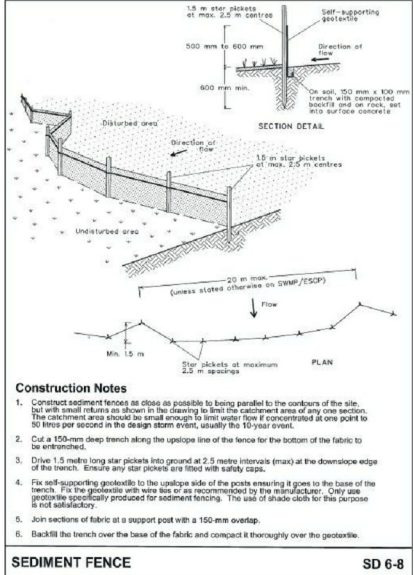 1.5 m star pickets
at max. 2.5 m centres
Self-supporting
geotextile
500 mm to 600 mm
Direction of
flow
600 mm min.
On soil, 150 mm x 100 mm
trench with compacted
backfill and on rock, set
into surface concrete
SECTION DETAIL
Disturbed area
Direction of
flow
1.5 m star pickets
at max. 2.5 m centres
Undisturbed area
20 m max.
(unless stated otherwise on SWMP/ESCP)
Flow
Min. 1.5 m
Star pickets at maximum
2.5 m spacings
PLAN
Construction Notes
1. Construct sediment fences as close as possible to being parallel to the contours of the site,
but with small returns as shown in the drawing to limit the catchment area of any one section.
The catchment area should be small enough to limit water flow if concentrated at one point to
50 litres per second in the design storm event, usually the 10-year event.
2. Cut a 150-mm deep trench along the upslope line of the fence for the bottom of the fabric to
be entrenched.
3. Drive 1.5 metre long star pickets into ground at 2.5 metre intervals (max) at the downslope edge
of the trench. Ensure any star pickets are fitted with safety caps.
4. Fix self-supporting geotextile to the upslope side of the posts ensuring it goes to the base of the
trench. Fix the geotextile with wire ties or as recommended by the manufacturer. Only use
geotextile specifically produced for sediment fencing. The use of shade cloth for this purpose
is not satisfactory.
5. Join sections of fabric at a support post with a 150-mm overlap.
6. Backfill the trench over the base of the fabric and compact it thoroughly over the geotextile.
SEDIMENT FENCE
SD 6-8